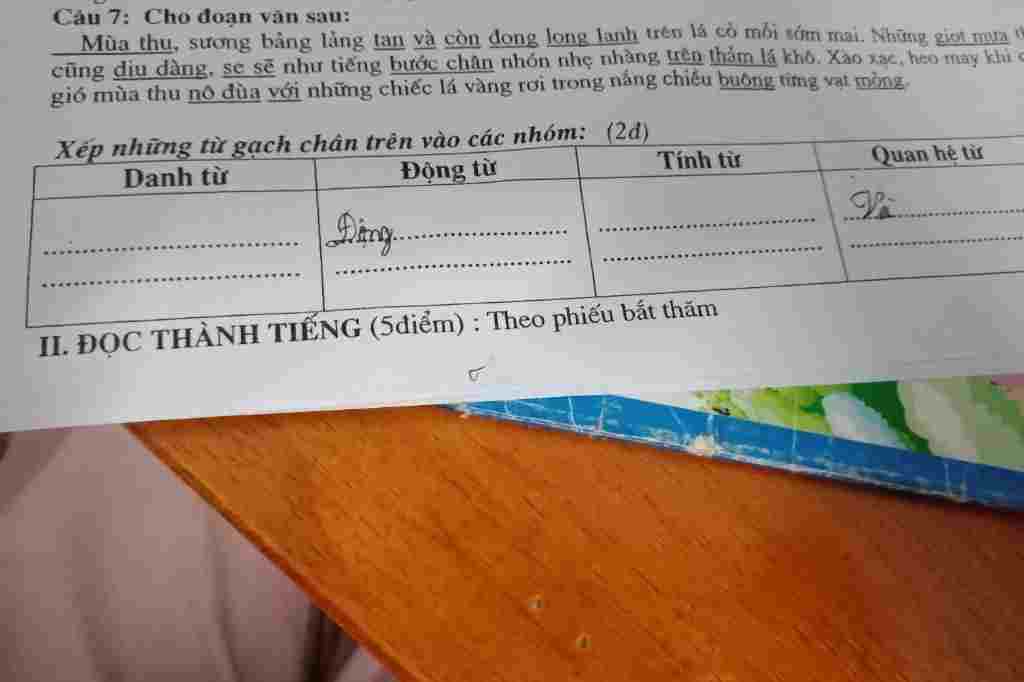 Câu 7: Cho đoạn văn sau:
Mùa thu, sương bảng lảng tan và còn đọng long lanh trên lá cỏ mỗi sớm mai. Những giọt mưa
cũng dịu dàng, se sẽ như tiếng bước chân nhón nhẹ nhàng trên thảm lá khô. Xào xạc, heo may khi
gió mùa thu nô đùa với những chiếc lá vàng rơi trong nắng chiều buông từng vạt mỏng.
Xếp những từ gạch chân trên vào các nhóm: (2đ)
Danh từ Động từ Tính từ Quan hệ từ
Động Và
II. ĐỌC THÀNH TIẾNG (5điểm) : Theo phiếu bắt thăm